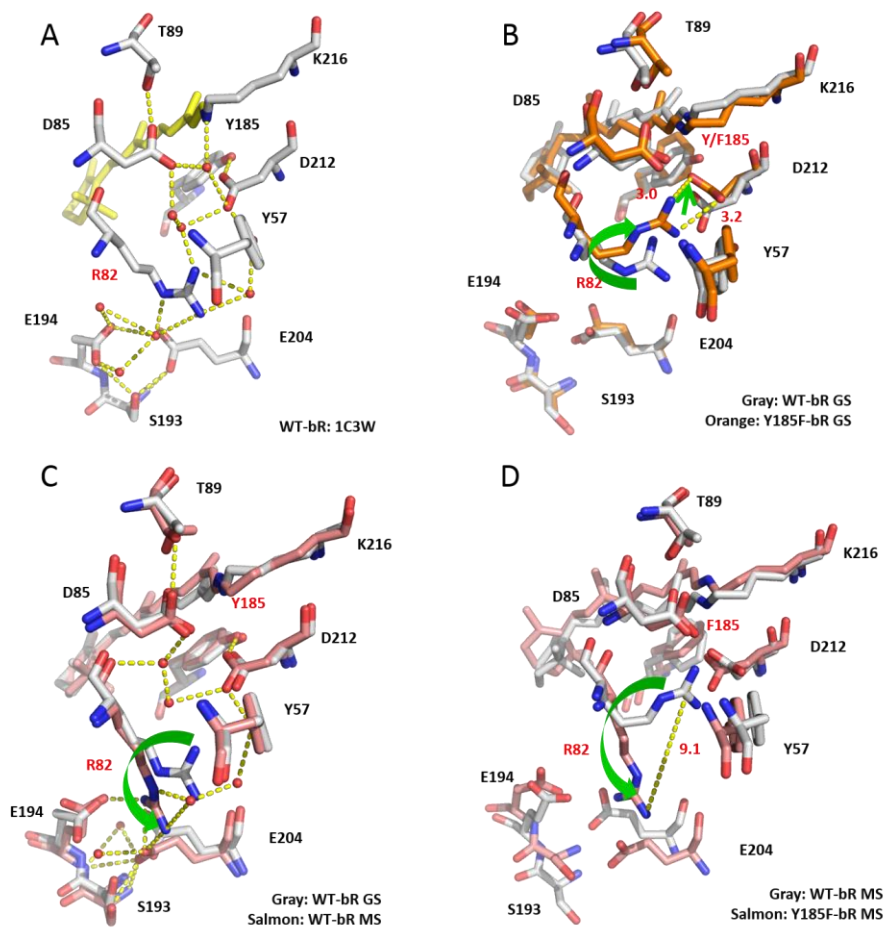 A
T89
K216
D85
Y185
D212
Y57
R82
E194
E204
S193
WT-bR: 1C3W
B
T89
K216
D85
Y/F185
D212
3.0
3.2
Y57
R82
E194
E204
S193
Gray: WT-bR GS
Orange: Y185F-bR GS
C
T89
K216
D85
Y185
D212
Y57
R82
E194
E204
S193
Gray: WT-bR GS
Salmon: WT-bR MS
D
T89
K216
D85
F185
D212
R82
9.1
Y57
E194
E204
S193
Gray: WT-bR MS
Salmon: Y185F-bR MS